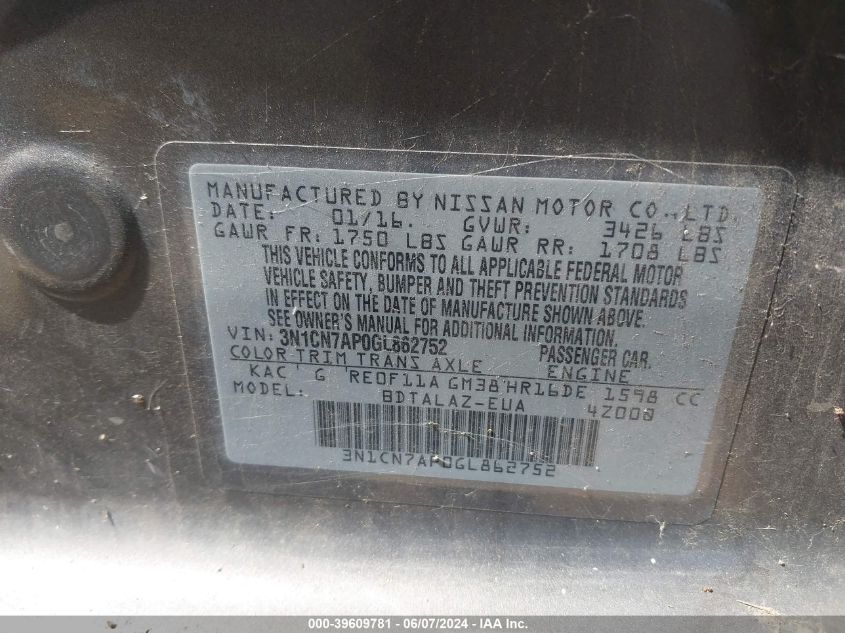 MANUFACTURED BY NISSAN MOTOR CO.,LTD.
DATE: 01/16. GVWR: 3426 LBS
GAWR FR: 1750 LBS GAWR RR: 1708 LBS
THIS VEHICLE CONFORMS TO ALL APPLICABLE FEDERAL MOTOR
VEHICLE SAFETY, BUMPER AND THEFT PREVENTION STANDARDS
IN EFFECT ON THE DATE OF MANUFACTURE SHOWN ABOVE.
SEE OWNER'S MANUAL FOR ADDITIONAL INFORMATION.
VIN: 3N1CN7AP0GL862752 PASSENGER CAR.
COLOR TRIM TRANS AXLE ENGINE
KAC G RE0F11A GM38 HR16DE 1598 CC
MODEL: BDTALAZ-EUA 4Z000
3N1CN7AP0GL862752
000-39609781 - 06/07/2024 - IAA Inc.